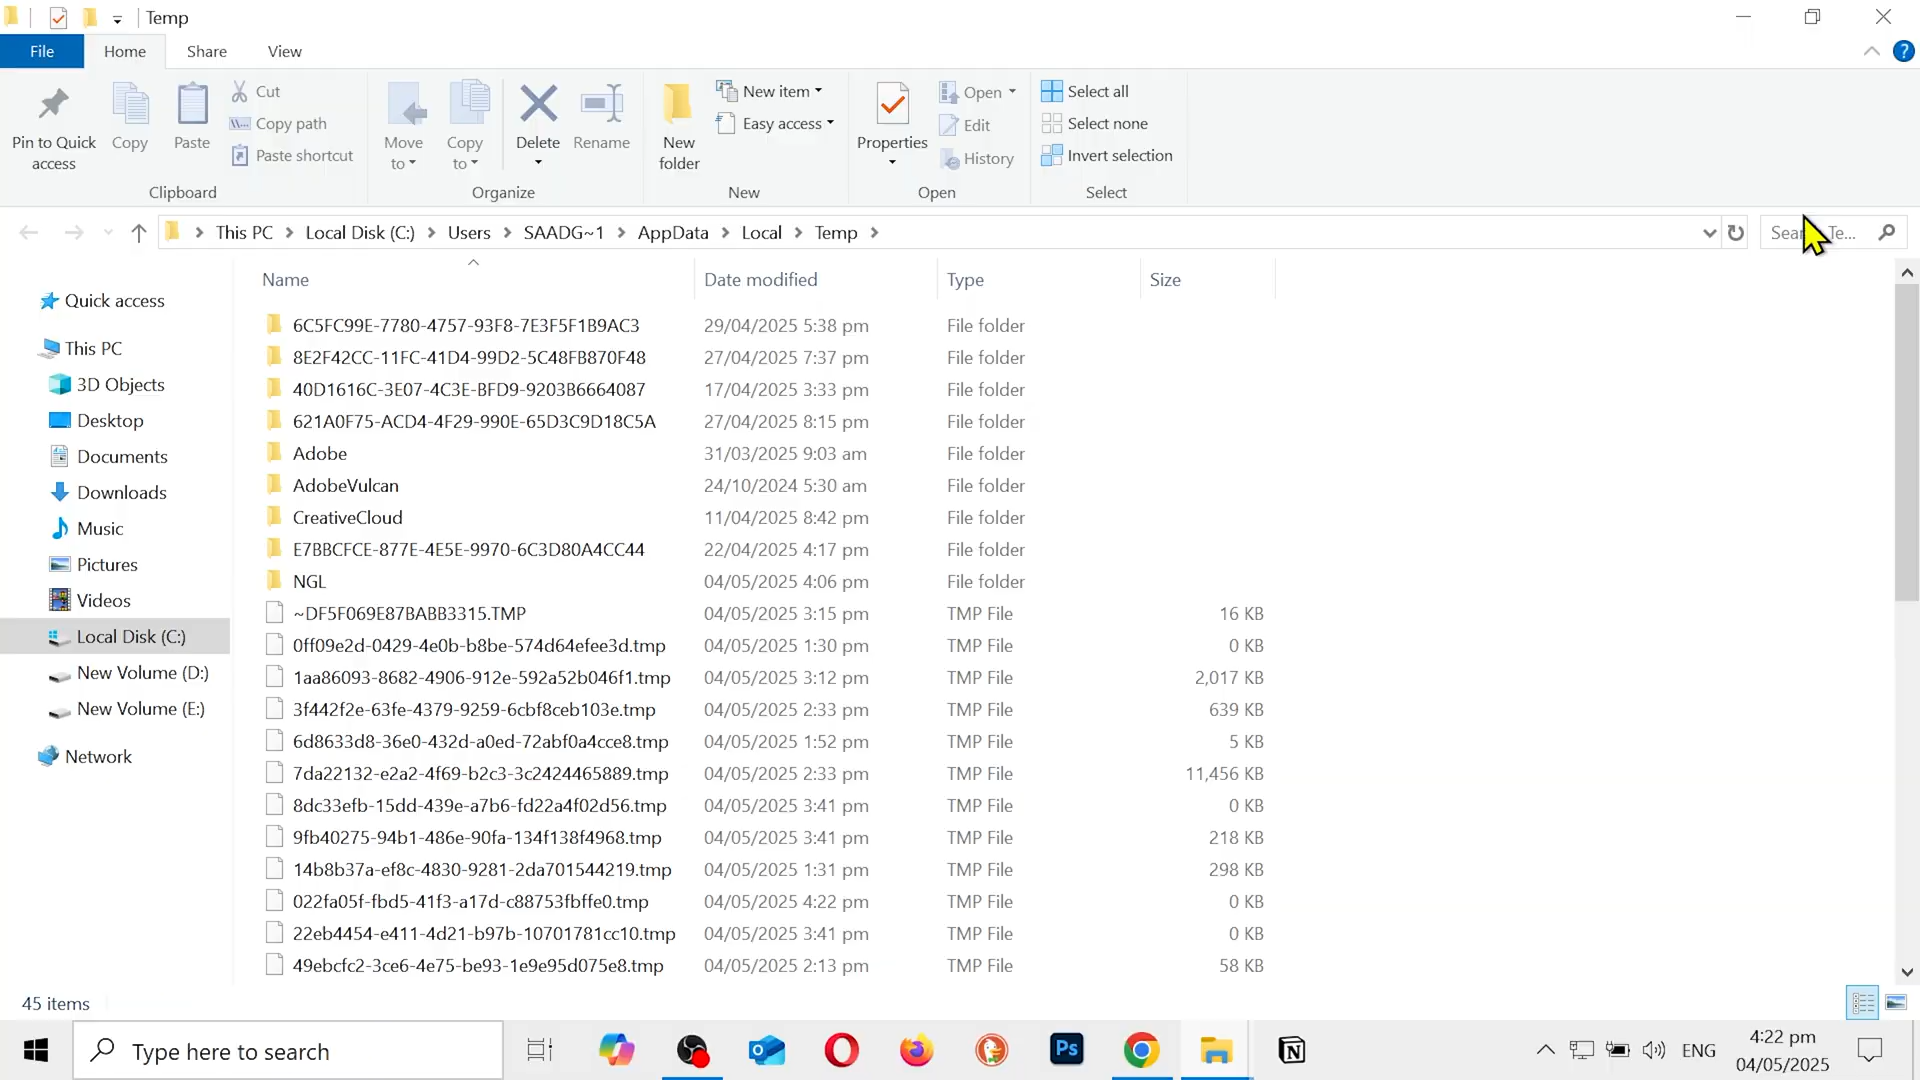 Temp
File Home Share View
Pin to Quick access
Copy
Paste
Cut
Copy path
Paste shortcut
Clipboard
Move to
Copy to
Delete
Rename
Organize
New folder
New item
Easy access
New
Properties
Open
Edit
History
Open
Select all
Select none
Invert selection
Select
This PC > Local Disk (C:) > Users > SAADG~1 > AppData > Local > Temp >
Name Date modified Type Size
Quick access
This PC
3D Objects
Desktop
Documents
Downloads
Music
Pictures
Videos
Local Disk (C:)
New Volume (D:)
New Volume (E:)
Network
6C5FC99E-7780-4757-93F8-7E3F5F1B9AC3 29/04/2025 5:38 pm File folder
8E2F42CC-11FC-41D4-99D2-5C48FB870F48 27/04/2025 7:37 pm File folder
40D1616C-3E07-4C3E-BFD9-9203B6664087 17/04/2025 3:33 pm File folder
621A0F75-ACD4-4F29-990E-65D3C9D18C5A 27/04/2025 8:15 pm File folder
Adobe 31/03/2025 9:03 am File folder
AdobeVulcan 24/10/2024 5:30 am File folder
CreativeCloud 11/04/2025 8:42 pm File folder
E7BBCFCE-877E-4E5E-9970-6C3D80A4CC44 22/04/2025 4:17 pm File folder
NGL 04/05/2025 4:06 pm File folder
~DF5F069E87BABB3315.TMP 04/05/2025 3:15 pm TMP File 16 KB
0ff09e2d-0429-4e0b-b8be-574d64efee3d.tmp 04/05/2025 1:30 pm TMP File 0 KB
1aa86093-8682-4906-912e-592a52b046f1.tmp 04/05/2025 3:12 pm TMP File 2,017 KB
3f442f2e-63fe-4379-9259-6cbf8ceb103e.tmp 04/05/2025 2:33 pm TMP File 639 KB
6d8633d8-36e0-432d-a0ed-72abf0a4cce8.tmp 04/05/2025 1:52 pm TMP File 5 KB
7da22132-e2a2-4f69-b2c3-3c2424465889.tmp 04/05/2025 2:33 pm TMP File 11,456 KB
8dc33efb-15dd-439e-a7b6-fd22a4f02d56.tmp 04/05/2025 3:41 pm TMP File 0 KB
9fb40275-94b1-486e-90fa-134f138f4968.tmp 04/05/2025 3:41 pm TMP File 218 KB
14b8b37a-ef8c-4830-9281-2da701544219.tmp 04/05/2025 1:31 pm TMP File 298 KB
022fa05f-fbd5-41f3-a17d-c88753fbffe0.tmp 04/05/2025 4:22 pm TMP File 0 KB
22eb4454-e411-4d21-b97b-10701781cc10.tmp 04/05/2025 3:41 pm TMP File 0 KB
49ebcfc2-3ce6-4e75-be93-1e9e95d075e8.tmp 04/05/2025 2:13 pm TMP File 58 KB
45 items
Type here to search
Ps
ENG
4:22 pm
04/05/2025